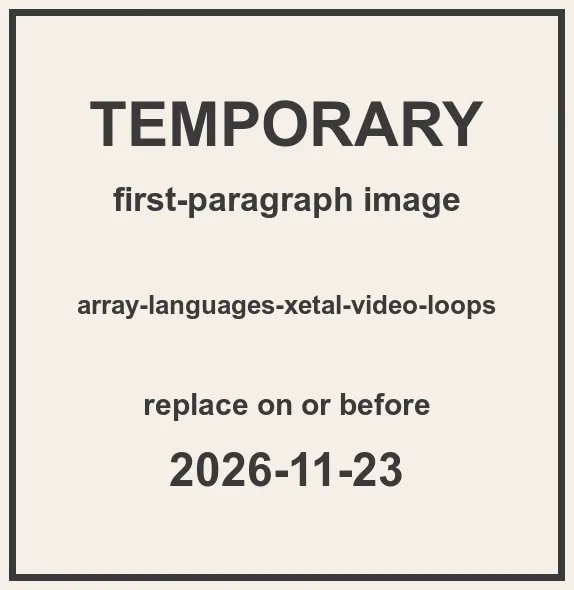 TEMPORARY
first-paragraph image
array-languages-xetal-video-loops
replace on or before
2026-11-23